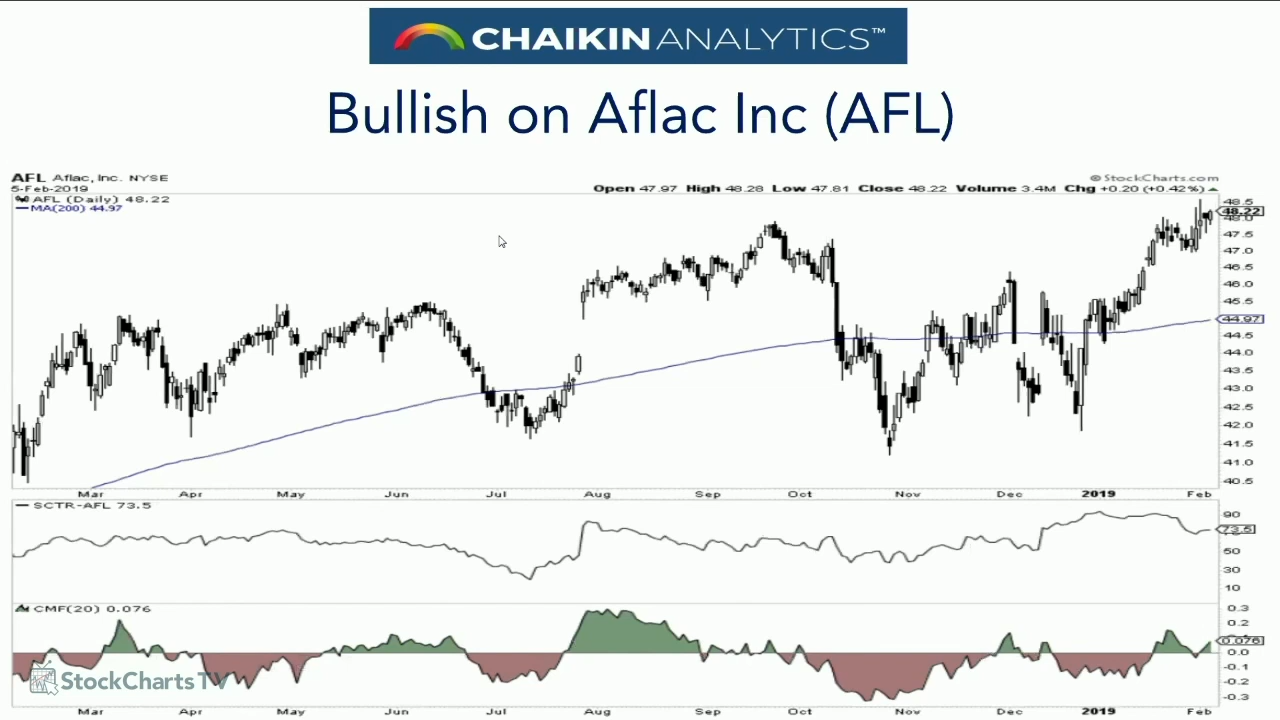 CHAIKIN ANALYTICS™
Bullish on Aflac Inc (AFL)
AFL Aflac, Inc. NYSE
© StockCharts.com
5-Feb-2019
Open 47.97 High 48.28 Low 47.81 Close 48.22 Volume 3.4M Chg +0.20 (+0.42%)
AFL (Daily) 48.22
MA(200) 44.97
48.5
48.22
48.0
47.5
47.0
46.5
46.0
45.5
44.97
44.5
44.0
43.5
43.0
42.5
42.0
41.5
41.0
40.5
Mar Apr May Jun Jul Aug Sep Oct Nov Dec 2019 Feb
SCTR-AFL 73.5
90
73.5
50
30
10
CMF(20) 0.076
0.3
0.2
0.076
0.0
-0.1
-0.2
-0.3
StockChartsTV
Mar Apr May Jun Jul Aug Sep Oct Nov Dec 2019 Feb